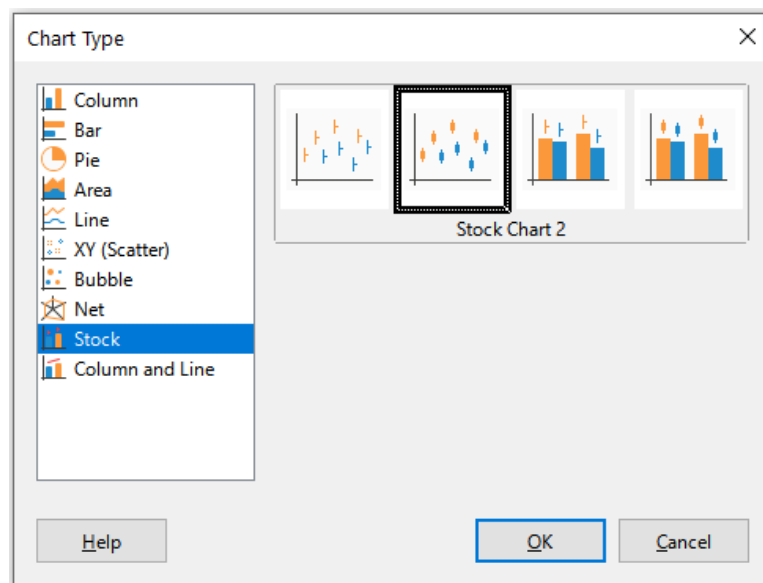 Chart Type
Column
Bar
Pie
Area
Line
XY (Scatter)
Bubble
Net
Stock
Column and Line
Stock Chart 2
Help
OK
Cancel